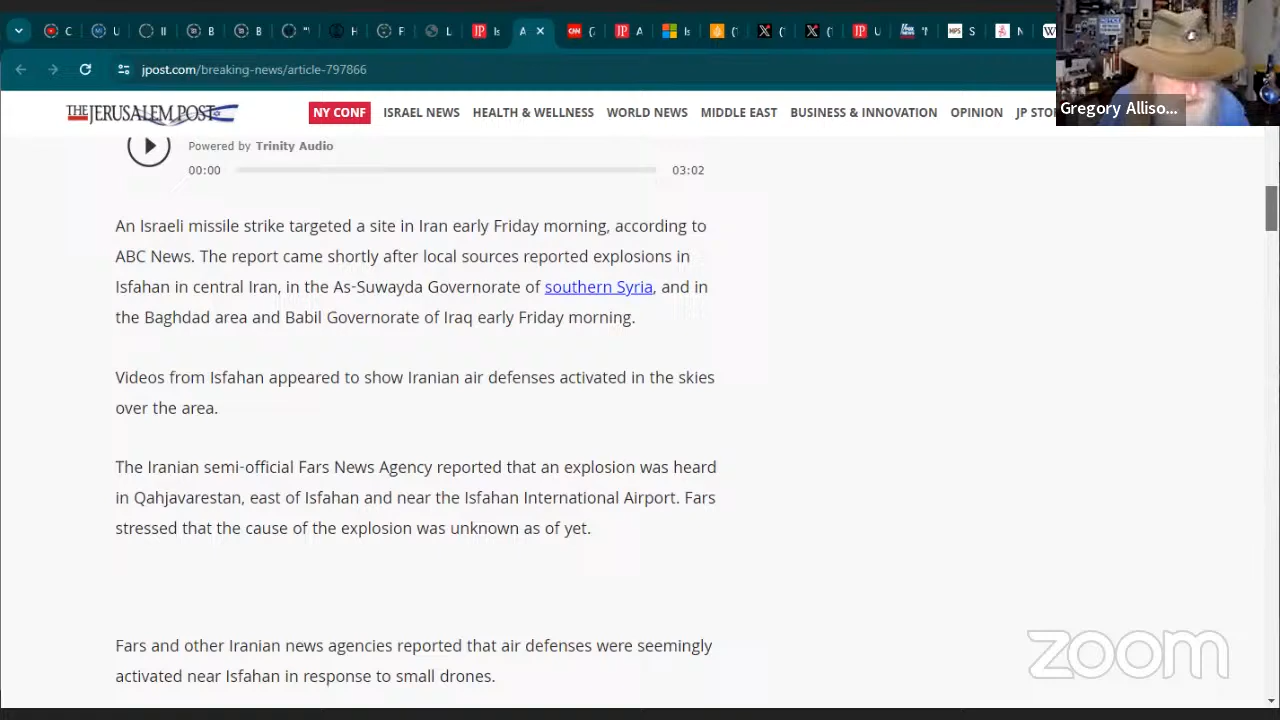 C
U
II
B
B
"
H
F
L
Is
A
(
A
Is
(
(
(
U
"
S
N
jpost.com/breaking-news/article-797866
THE JERUSALEM POST
NY CONF ISRAEL NEWS HEALTH & WELLNESS WORLD NEWS MIDDLE EAST BUSINESS & INNOVATION OPINION JP STO
Gregory Alliso...
Powered by Trinity Audio
00:00 03:02
An Israeli missile strike targeted a site in Iran early Friday morning, according to
ABC News. The report came shortly after local sources reported explosions in
Isfahan in central Iran, in the As-Suwayda Governorate of southern Syria, and in
the Baghdad area and Babil Governorate of Iraq early Friday morning.
Videos from Isfahan appeared to show Iranian air defenses activated in the skies
over the area.
The Iranian semi-official Fars News Agency reported that an explosion was heard
in Qahjavarestan, east of Isfahan and near the Isfahan International Airport. Fars
stressed that the cause of the explosion was unknown as of yet.
Fars and other Iranian news agencies reported that air defenses were seemingly
activated near Isfahan in response to small drones.
zoom